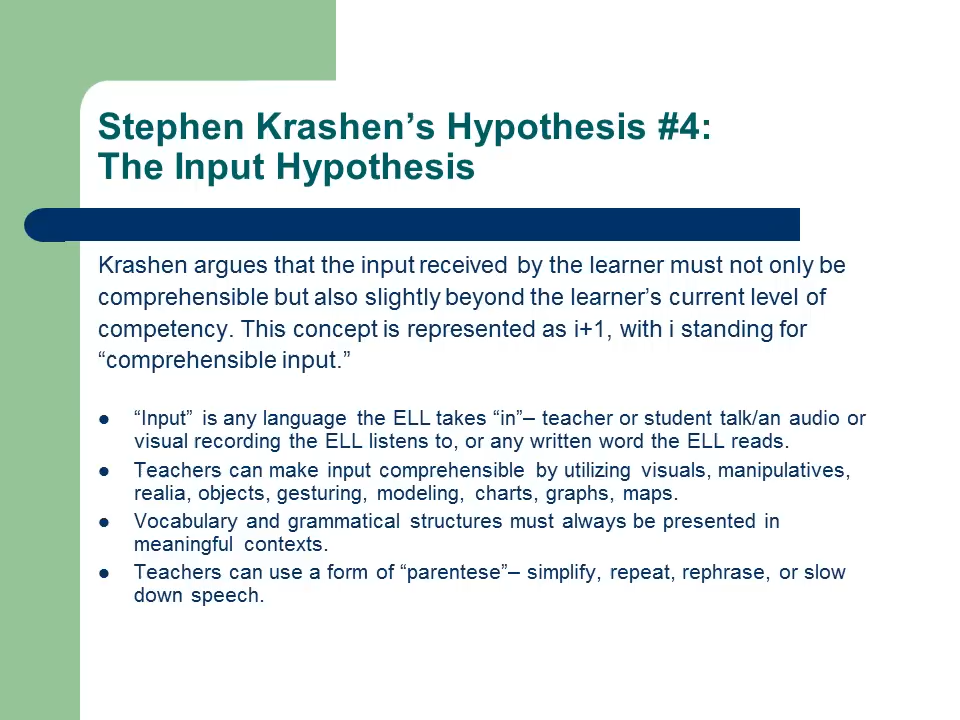 Stephen Krashen’s Hypothesis #4:
The Input Hypothesis
Krashen argues that the input received by the learner must not only be
comprehensible but also slightly beyond the learner’s current level of
competency. This concept is represented as i+1, with i standing for
“comprehensible input.”
● “Input” is any language the ELL takes “in”– teacher or student talk/an audio or
visual recording the ELL listens to, or any written word the ELL reads.
● Teachers can make input comprehensible by utilizing visuals, manipulatives,
realia, objects, gesturing, modeling, charts, graphs, maps.
● Vocabulary and grammatical structures must always be presented in
meaningful contexts.
● Teachers can use a form of “parentese”– simplify, repeat, rephrase, or slow
down speech.